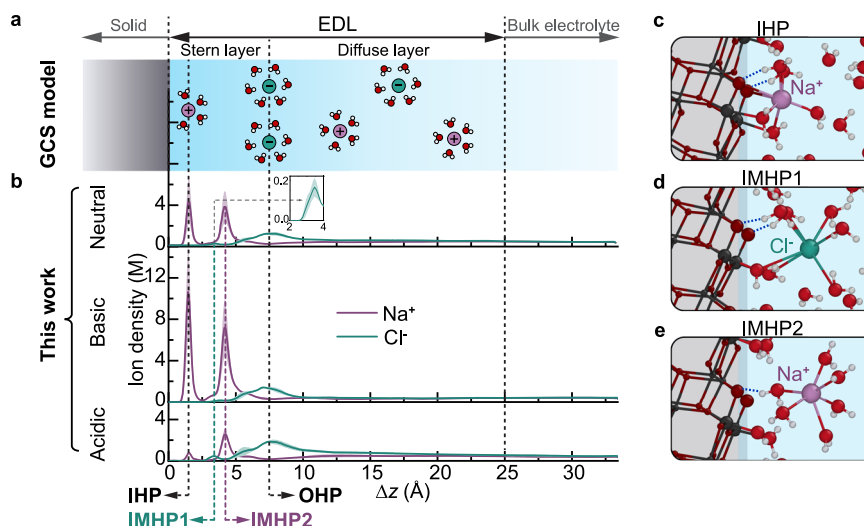 a
Solid
EDL
Bulk electrolyte
Stern layer
Diffuse layer
GCS model
b
This work
Neutral
Basic
Acidic
Ion density (M)
4
0
12
8
4
0
4
0
0.2
0.0
2
4
Na⁺
Cl⁻
0
5
10
15
20
25
30
Δz (Å)
IHP
OHP
IMHP1
IMHP2
c
IHP
Na⁺
d
IMHP1
Cl⁻
e
IMHP2
Na⁺